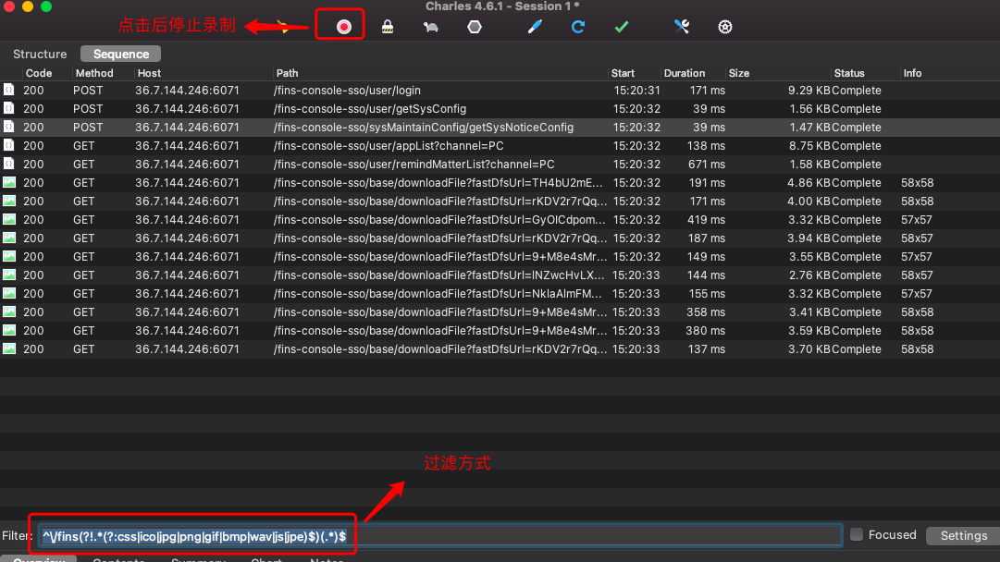 Charles 4.6.1 - Session 1 *
点击后停止录制
Structure Sequence
Code Method Host Path Start Duration Size Status Info
200 POST 36.7.144.246:6071 /fins-console-sso/user/login 15:20:31 171 ms 9.29 KB Complete
200 POST 36.7.144.246:6071 /fins-console-sso/user/getSysConfig 15:20:32 39 ms 1.56 KB Complete
200 POST 36.7.144.246:6071 /fins-console-sso/sysMaintainConfig/getSysNoticeConfig 15:20:32 39 ms 1.47 KB Complete
200 GET 36.7.144.246:6071 /fins-console-sso/user/appList?channel=PC 15:20:32 138 ms 8.75 KB Complete
200 GET 36.7.144.246:6071 /fins-console-sso/user/remindMatterList?channel=PC 15:20:32 671 ms 1.58 KB Complete
200 GET 36.7.144.246:6071 /fins-console-sso/base/downloadFile?fastDfsUrl=TH4bU2mE... 15:20:32 191 ms 4.86 KB Complete 58x58
200 GET 36.7.144.246:6071 /fins-console-sso/base/downloadFile?fastDfsUrl=rKDV2r7rQq... 15:20:32 171 ms 4.00 KB Complete 58x58
200 GET 36.7.144.246:6071 /fins-console-sso/base/downloadFile?fastDfsUrl=GyOlCdpom... 15:20:32 419 ms 3.32 KB Complete 57x57
200 GET 36.7.144.246:6071 /fins-console-sso/base/downloadFile?fastDfsUrl=rKDV2r7rQq... 15:20:32 187 ms 3.94 KB Complete 58x57
200 GET 36.7.144.246:6071 /fins-console-sso/base/downloadFile?fastDfsUrl=9+M8e4sMr... 15:20:32 149 ms 3.55 KB Complete 57x57
200 GET 36.7.144.246:6071 /fins-console-sso/base/downloadFile?fastDfsUrl=lNZwcHvLX... 15:20:33 144 ms 2.76 KB Complete 58x57
200 GET 36.7.144.246:6071 /fins-console-sso/base/downloadFile?fastDfsUrl=NklaAlmFM... 15:20:33 155 ms 3.32 KB Complete 57x57
200 GET 36.7.144.246:6071 /fins-console-sso/base/downloadFile?fastDfsUrl=9+M8e4sMr... 15:20:33 358 ms 3.41 KB Complete 58x58
200 GET 36.7.144.246:6071 /fins-console-sso/base/downloadFile?fastDfsUrl=9+M8e4sMr... 15:20:33 380 ms 3.59 KB Complete 58x58
200 GET 36.7.144.246:6071 /fins-console-sso/base/downloadFile?fastDfsUrl=rKDV2r7rQq... 15:20:33 137 ms 3.70 KB Complete 58x58
过滤方式
Filter: ^\/fins(?!.*(?:css|ico|jpg|png|gif|bmp|wav|js|jpe)$)(.*)$ Focused Settings
Overview Contents Summary Chart Notes